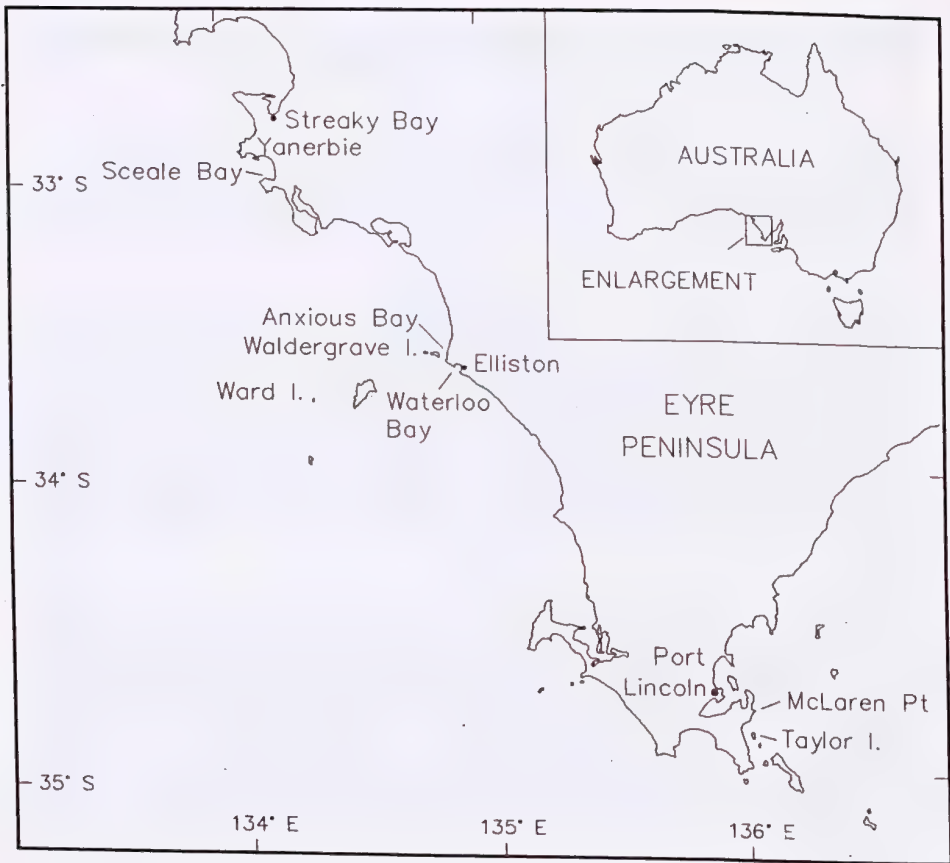 Streaky Bay
Yanerbie
Sceale Bay
33° S
AUSTRALIA
ENLARGEMENT
Anxious Bay
Waldergrave I.
Elliston
Ward I.
Waterloo
Bay
EYRE
PENINSULA
34° S
Port
Lincoln
McLaren Pt
Taylor I.
35° S
134° E
135° E
136° E